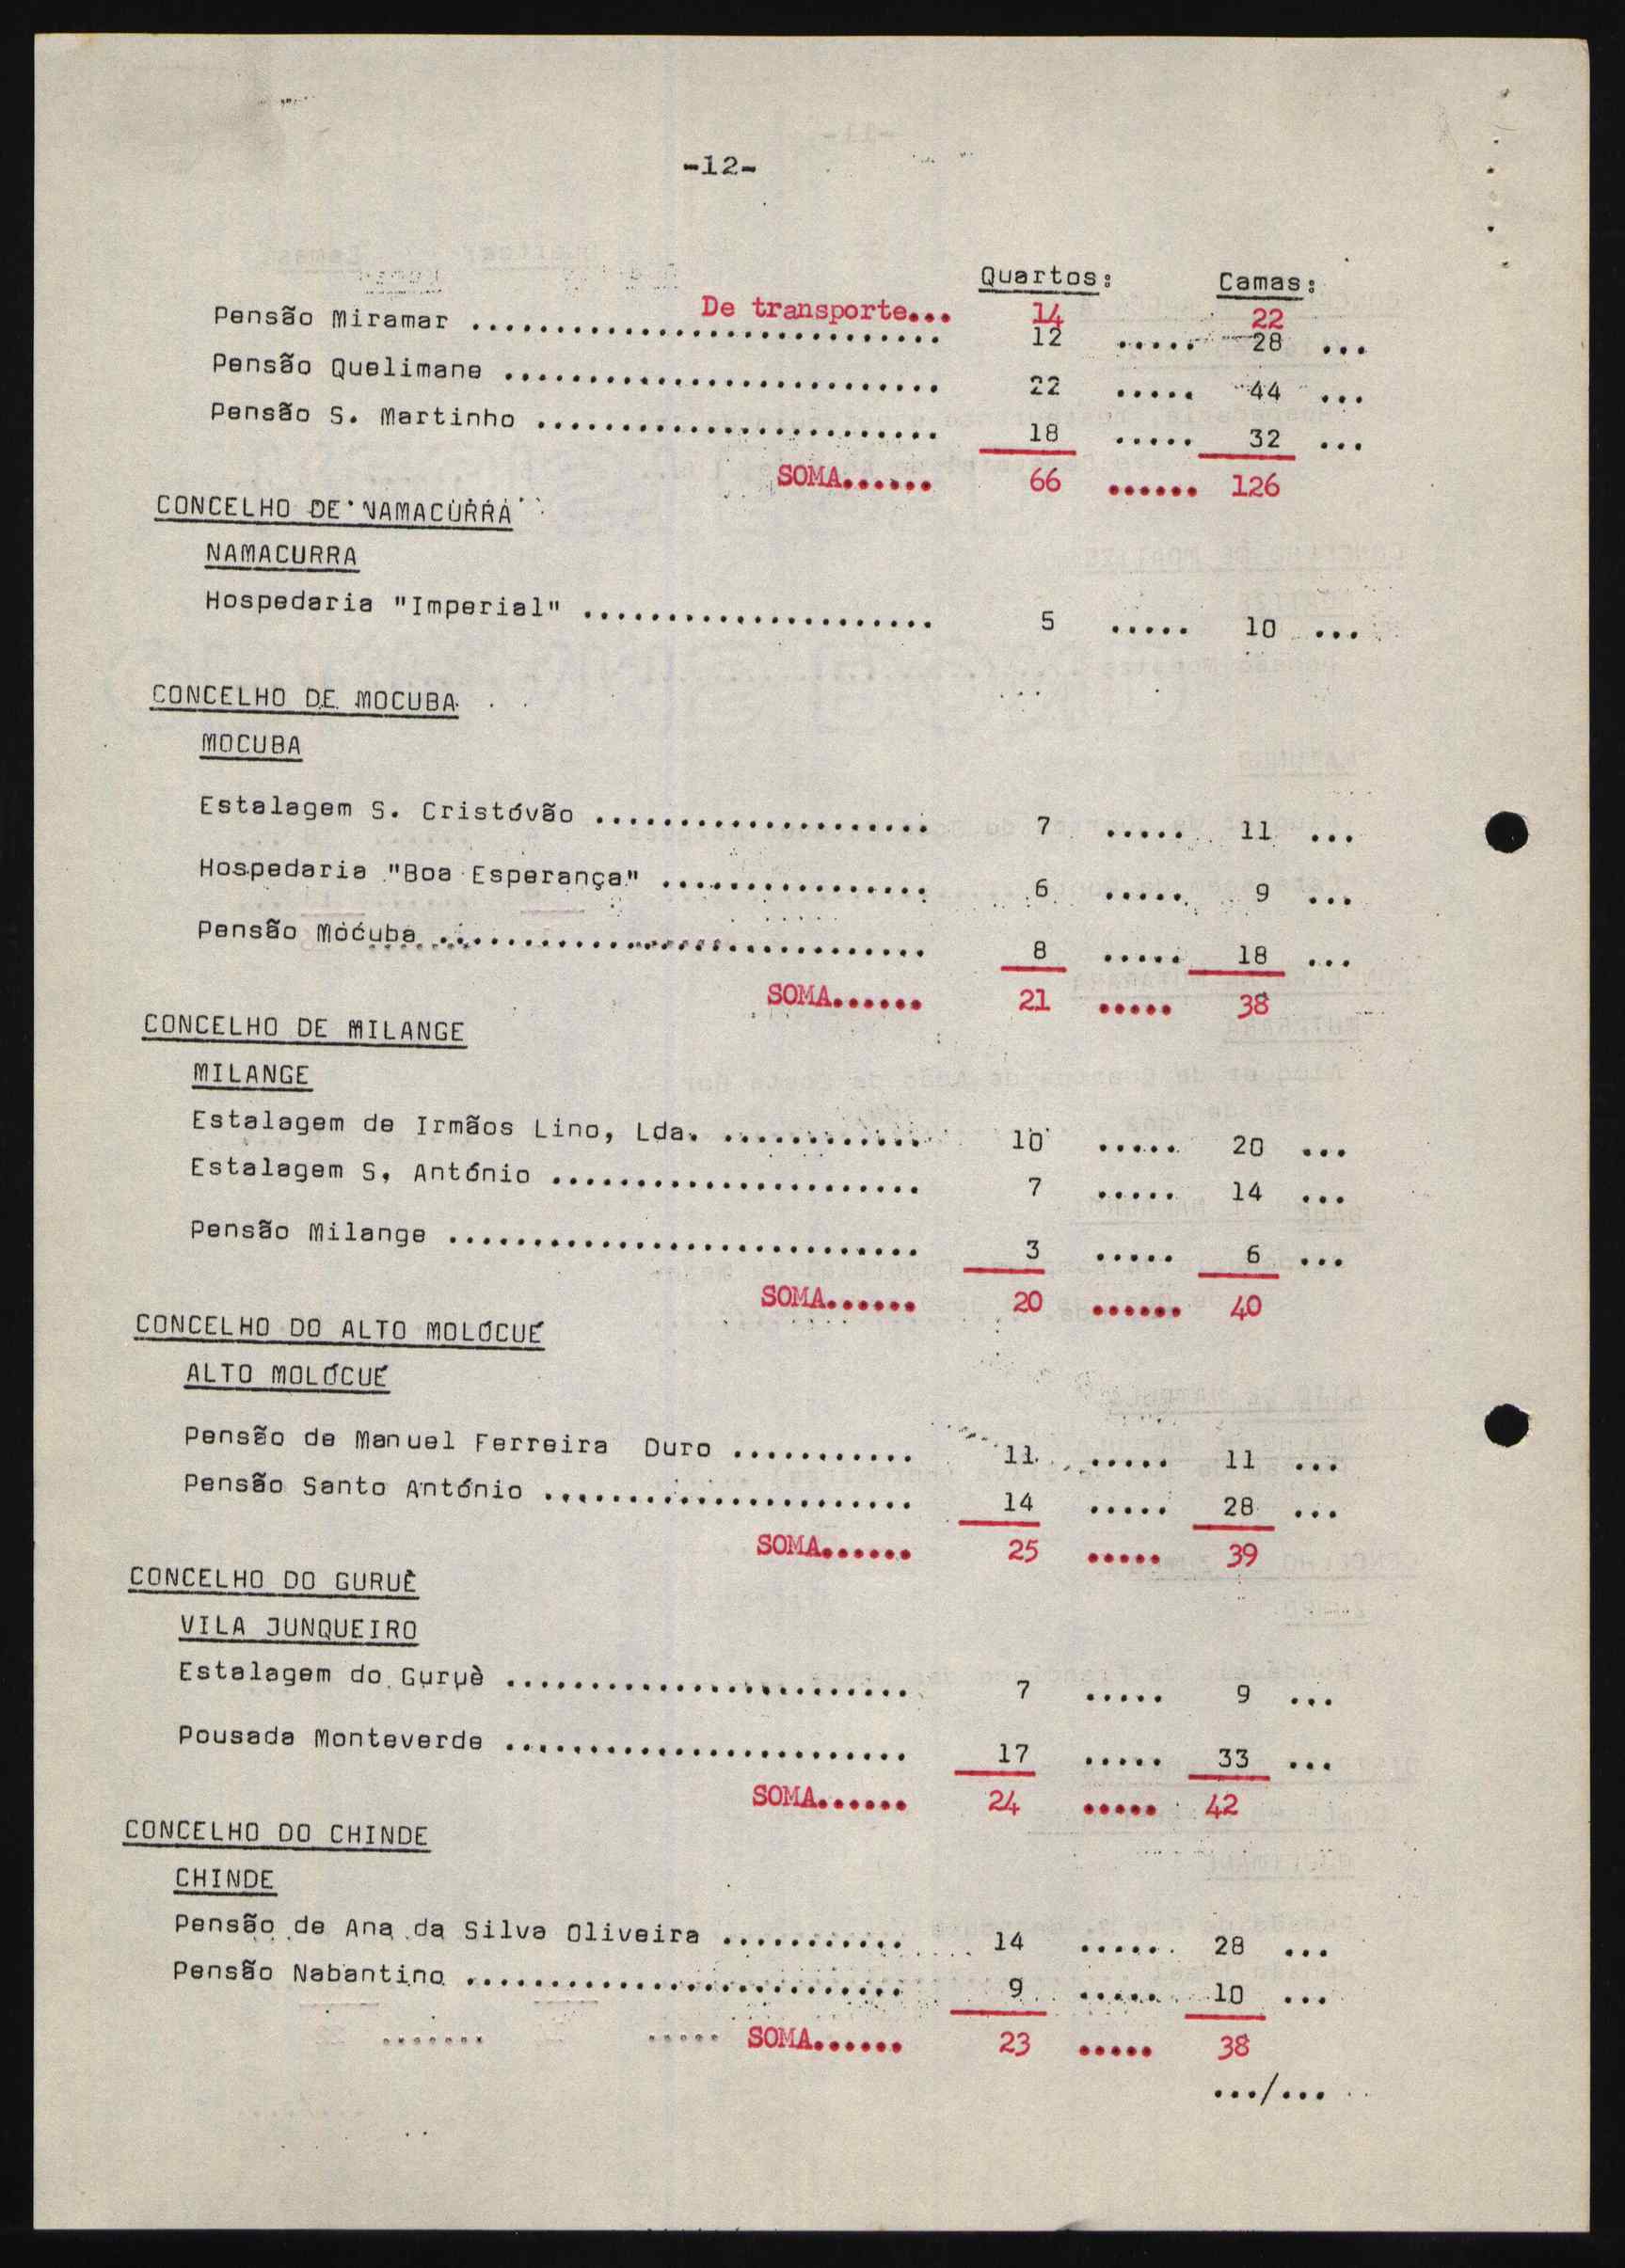 -12-
Quartos: Camas:
De transporte... 14 22
Pensão Miramar ............................ 12 ..... 28 ...
Pensão Quelimane .......................... 22 ..... 44 ...
Pensão S. Martinho ........................ 18 ..... 32 ...
SOMA...... 66 ...... 126
CONCELHO DE NAMACURRA
NAMACURRA
Hospedaria "Imperial" ..................... 5 ..... 10 ...
CONCELHO DE MOCUBA
MOCUBA
Estalagem S. Cristóvão .................... 7 ..... 11 ...
Hospedaria "Boa Esperança" ................ 6 ..... 9 ...
Pensão Mocuba ............................. 8 ..... 18 ...
SOMA...... 21 ..... 38
CONCELHO DE MILANGE
MILANGE
Estalagem de Irmãos Lino, Lda. ............ 10 ..... 20 ...
Estalagem S, António ...................... 7 ..... 14 ...
Pensão Milange ............................ 3 ..... 6 ...
SOMA...... 20 ...... 40
CONCELHO DO ALTO MOLÓCUÉ
ALTO MOLÓCUÉ
Pensão de Manuel Ferreira Duro ........... 11 ..... 11 ...
Pensão Santo António ...................... 14 ..... 28 ...
SOMA...... 25 ..... 39
CONCELHO DO GURUÈ
VILA JUNQUEIRO
Estalagem do Guruè ........................ 7 ..... 9 ...
Pousada Monteverde ........................ 17 ..... 33 ...
SOMA...... 24 ..... 42
CONCELHO DO CHINDE
CHINDE
Pensão de Ana da Silva Oliveira ........... 14 ..... 28 ...
Pensão Nabantino .......................... 9 ..... 10 ...
SOMA...... 23 ..... 38
.../...